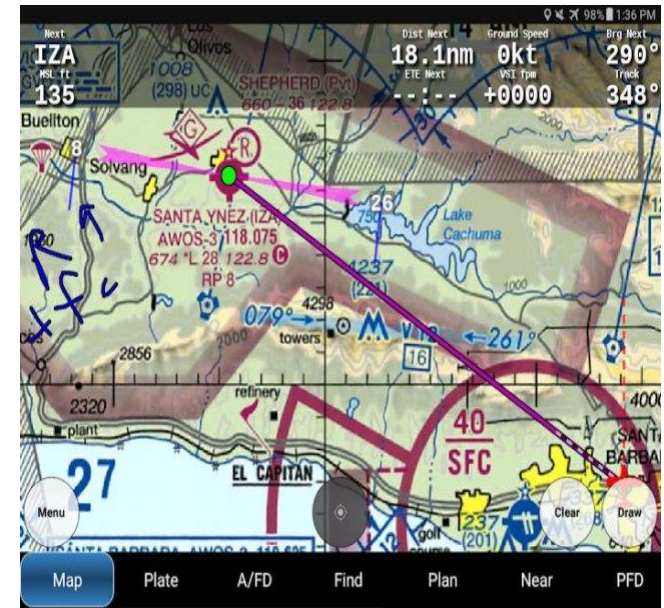 98% 1:36 PM
Next
IZA
MSL ft
135
Dist Next
18.1nm
ETE Next
--:--
Ground Speed
0kt
VSI fpm
+0000
Brg Next
290°
Track
348°
Olivos
1008
(298) UC
SHEPHERD (Pvt)
660 - 36 122.8
30
Buellton
8
Solvang
G
R
SANTA YNEZ (IZA)
AWOS-3 118.075
674 *L 28 122.8 C
RP 8
26
750
Lake
Cachuma
1237
(221)
1000
R
tfc
079°
4298
towers
V12
16
261°
2856
2000
2320
plant
refinery
EL CAPITAN
40
SFC
4000
SANTA
BARBARA
27
237
(201)
golf
course
SANTA BARBARA AWOS-3 118.625
Menu
Clear
Draw
Map
Plate
A/FD
Find
Plan
Near
PFD